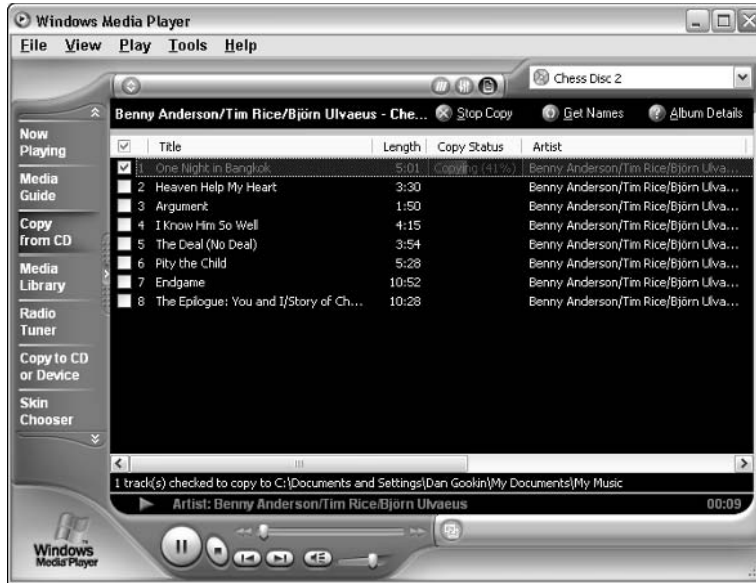 Windows Media Player
File View Play Tools Help
Chess Disc 2
Benny Anderson/Tim Rice/Björn Ulvaeus - Che... Stop Copy Get Names Album Details
Now
Playing
Media
Guide
Copy
from CD
Media
Library
Radio
Tuner
Copy to CD
or Device
Skin
Chooser
Title Length Copy Status Artist
1 One Night in Bangkok 5:01 Copying (41%) Benny Anderson/Tim Rice/Björn Ulva...
2 Heaven Help My Heart 3:30 Benny Anderson/Tim Rice/Björn Ulva...
3 Argument 1:50 Benny Anderson/Tim Rice/Björn Ulva...
4 I Know Him So Well 4:15 Benny Anderson/Tim Rice/Björn Ulva...
5 The Deal (No Deal) 3:54 Benny Anderson/Tim Rice/Björn Ulva...
6 Pity the Child 5:28 Benny Anderson/Tim Rice/Björn Ulva...
7 Endgame 10:52 Benny Anderson/Tim Rice/Björn Ulva...
8 The Epilogue: You and I/Story of Ch... 10:28 Benny Anderson/Tim Rice/Björn Ulva...
1 track(s) checked to copy to C:\Documents and Settings\Dan Gookin\My Documents\My Music
Artist: Benny Anderson/Tim Rice/Björn Ulvaeus 00:09
Windows
Media Player